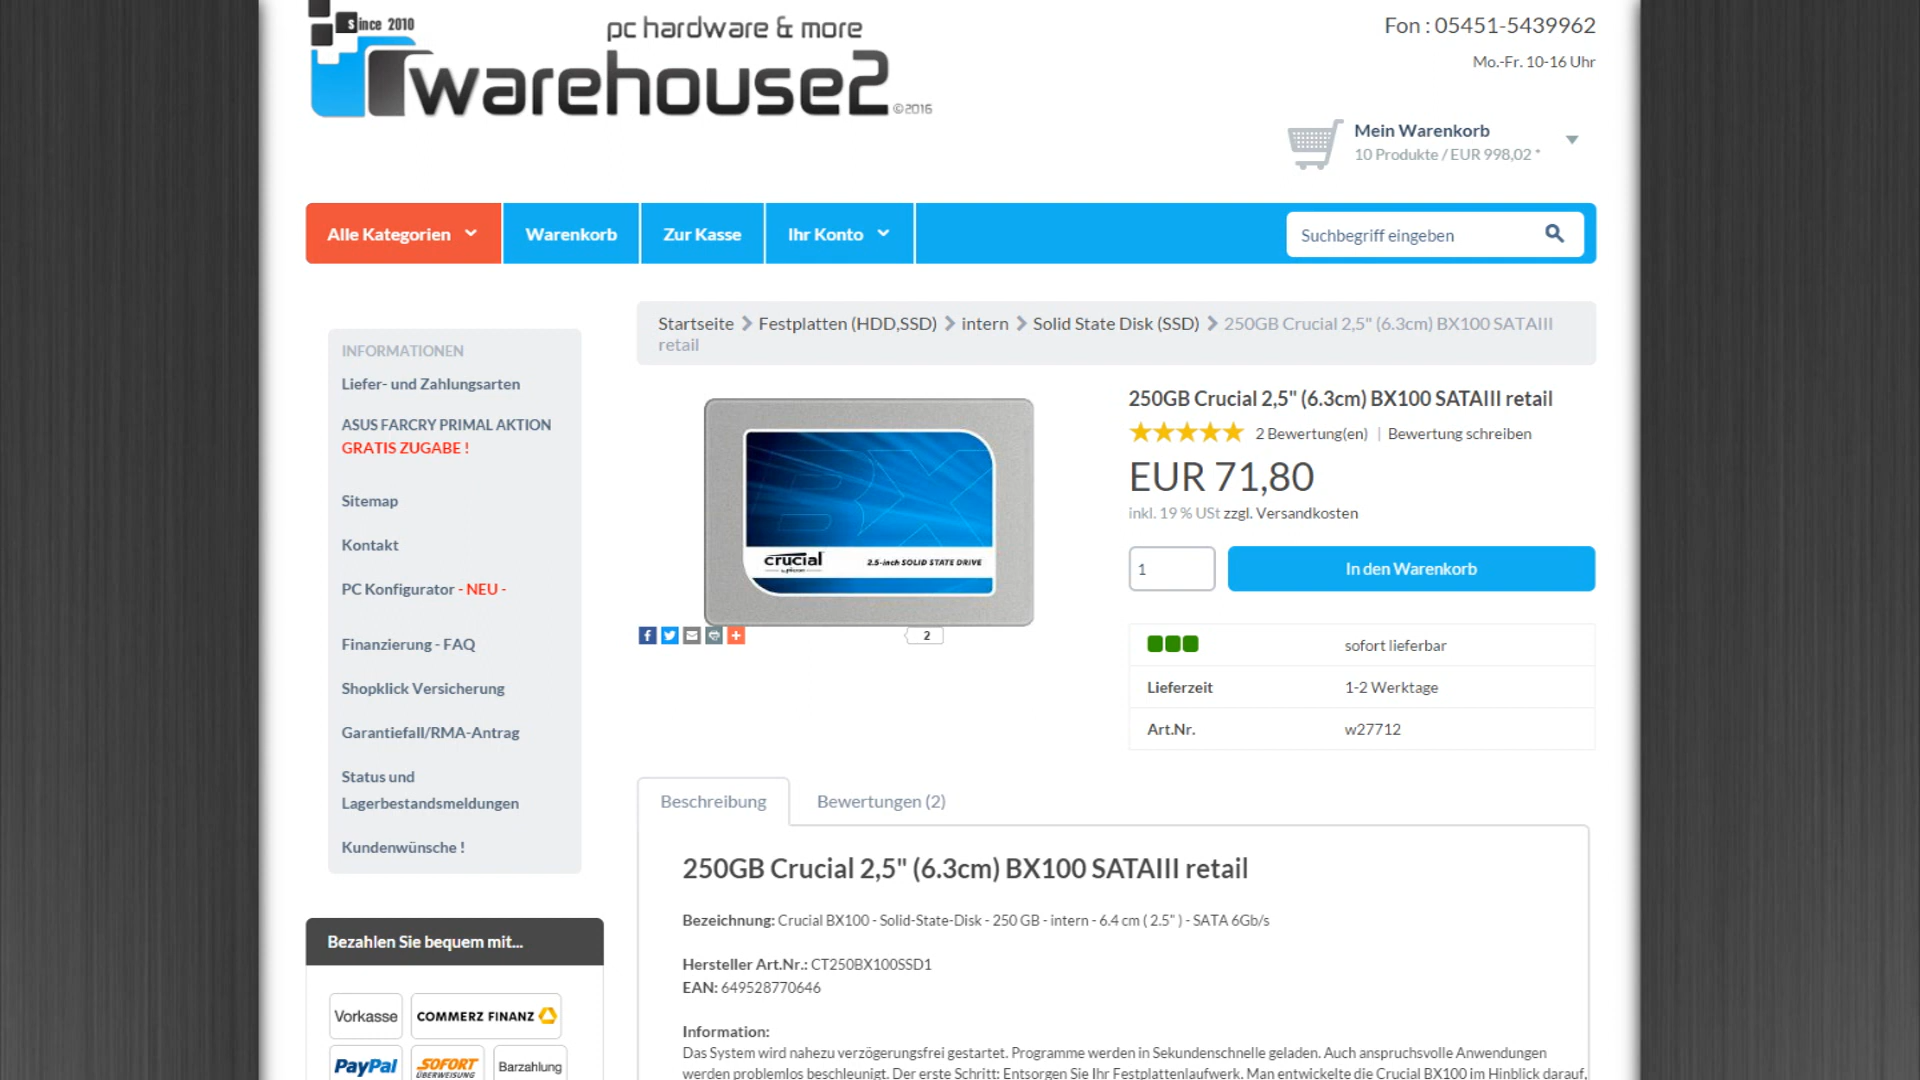 since 2010
pc hardware & more
warehouse2
©2016
Fon : 05451-5439962
Mo.-Fr. 10-16 Uhr
Mein Warenkorb
10 Produkte / EUR 998,02 *
Alle Kategorien
Warenkorb
Zur Kasse
Ihr Konto
Suchbegriff eingeben
Startseite
Festplatten (HDD,SSD)
intern
Solid State Disk (SSD)
250GB Crucial 2,5" (6.3cm) BX100 SATAIII
retail
INFORMATIONEN
Liefer- und Zahlungsarten
ASUS FARCRY PRIMAL AKTION
GRATIS ZUGABE !
Sitemap
Kontakt
PC Konfigurator - NEU -
Finanzierung - FAQ
Shopklick Versicherung
Garantiefall/RMA-Antrag
Status und
Lagerbestandsmeldungen
Kundenwünsche !
BX
crucial
2.5-inch SOLID STATE DRIVE
2
250GB Crucial 2,5" (6.3cm) BX100 SATAIII retail
2 Bewertung(en) | Bewertung schreiben
EUR 71,80
inkl. 19 % USt zzgl. Versandkosten
1
In den Warenkorb
sofort lieferbar
Lieferzeit 1-2 Werktage
Art.Nr. w27712
Beschreibung
Bewertungen (2)
250GB Crucial 2,5" (6.3cm) BX100 SATAIII retail
Bezeichnung: Crucial BX100 - Solid-State-Disk - 250 GB - intern - 6.4 cm ( 2.5" ) - SATA 6Gb/s
Hersteller Art.Nr.: CT250BX100SSD1
EAN: 649528770646
Information:
Das System wird nahezu verzögerungsfrei gestartet. Programme werden in Sekundenschnelle geladen. Auch anspruchsvolle Anwendungen
werden problemlos beschleunigt. Der erste Schritt: Entsorgen Sie Ihr Festplattenlaufwerk. Man entwickelte die Crucial BX100 im Hinblick darauf,
Bezahlen Sie bequem mit...
Vorkasse
COMMERZ FINANZ
PayPal
SOFORT
ÜBERWEISUNG
Barzahlung